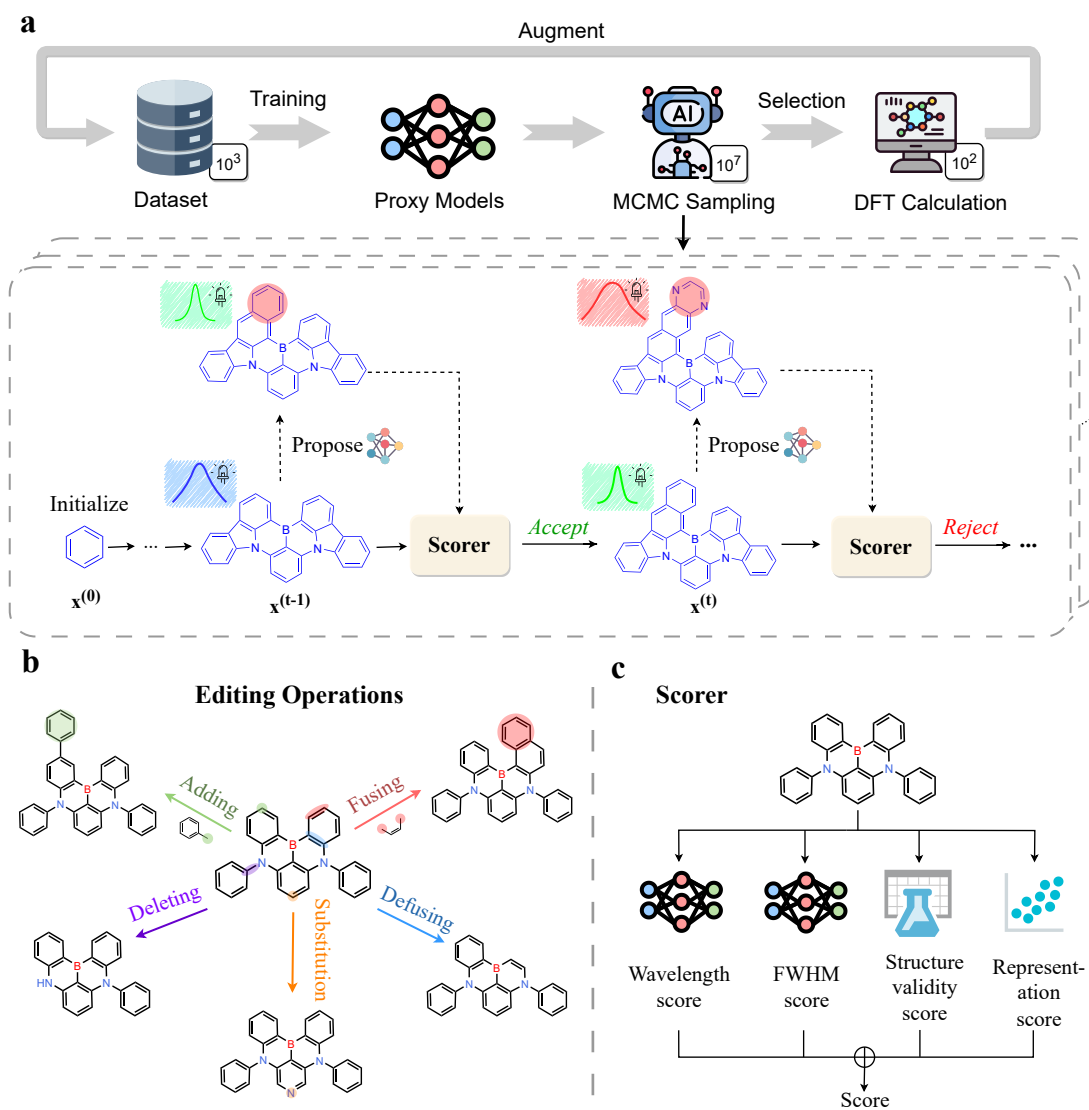 a
Augment
Training
Selection
AI
10³
10⁷
10²
Dataset
Proxy Models
MCMC Sampling
DFT Calculation
N
N
B
N
N
B
N
N
Propose
Propose
Initialize
B
N
N
Scorer
Accept
B
N
N
Scorer
Reject
...
...
x⁽⁰⁾
x⁽ᵗ⁻¹⁾
x⁽ᵗ⁾
b
Editing Operations
B
N
N
Adding
Fusing
B
N
N
B
N
N
Deleting
Substitution
Defusing
B
HN
N
B
N
N
B
N
N
N
c
Scorer
B
N
N
Wavelength
score
FWHM
score
Structure
validity
score
Represent-
ation
score
Score